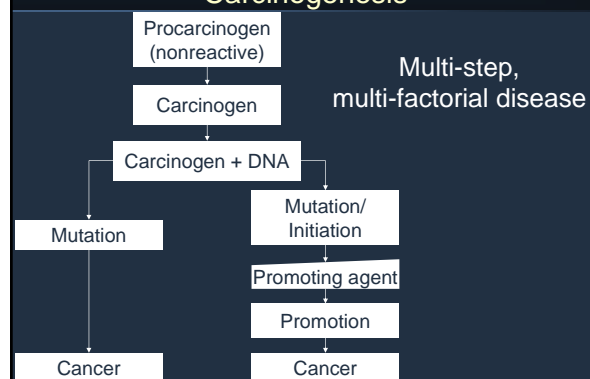 Carcinogenesis
Procarcinogen
(nonreactive)
Multi-step,
multi-factorial disease
Carcinogen
Carcinogen + DNA
Mutation
Mutation/
Initiation
Promoting agent
Promotion
Cancer
Cancer